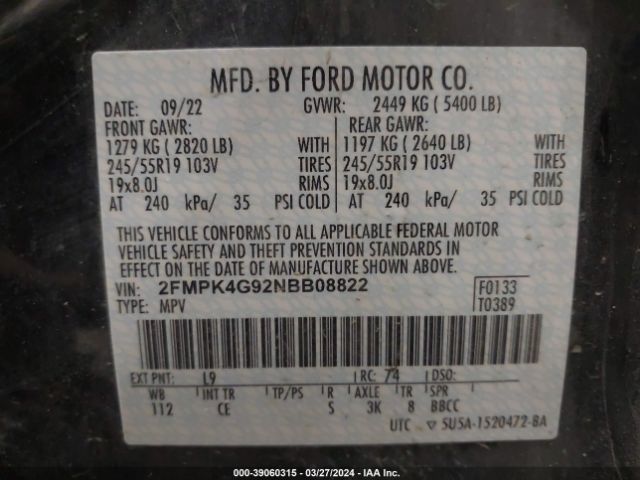 MFD. BY FORD MOTOR CO.
DATE: 09/22 GVWR: 2449 KG ( 5400 LB)
FRONT GAWR: REAR GAWR:
1279 KG ( 2820 LB) WITH 1197 KG ( 2640 LB) WITH
245/55R19 103V TIRES 245/55R19 103V TIRES
19x8.0J RIMS 19x8.0J RIMS
AT 240 kPa/ 35 PSI COLD AT 240 kPa/ 35 PSI COLD
THIS VEHICLE CONFORMS TO ALL APPLICABLE FEDERAL MOTOR
VEHICLE SAFETY AND THEFT PREVENTION STANDARDS IN
EFFECT ON THE DATE OF MANUFACTURE SHOWN ABOVE.
VIN: 2FMPK4G92NBB08822 F0133
TYPE: MPV T0389
EXT PNT: L9 RC: 74 DSO:
WB INT TR TP/PS R AXLE TR SPR
112 CE S 3K 8 BBCC
UTC ▽ 5U5A-1520472-BA
000-39060315 - 03/27/2024 - IAA Inc.